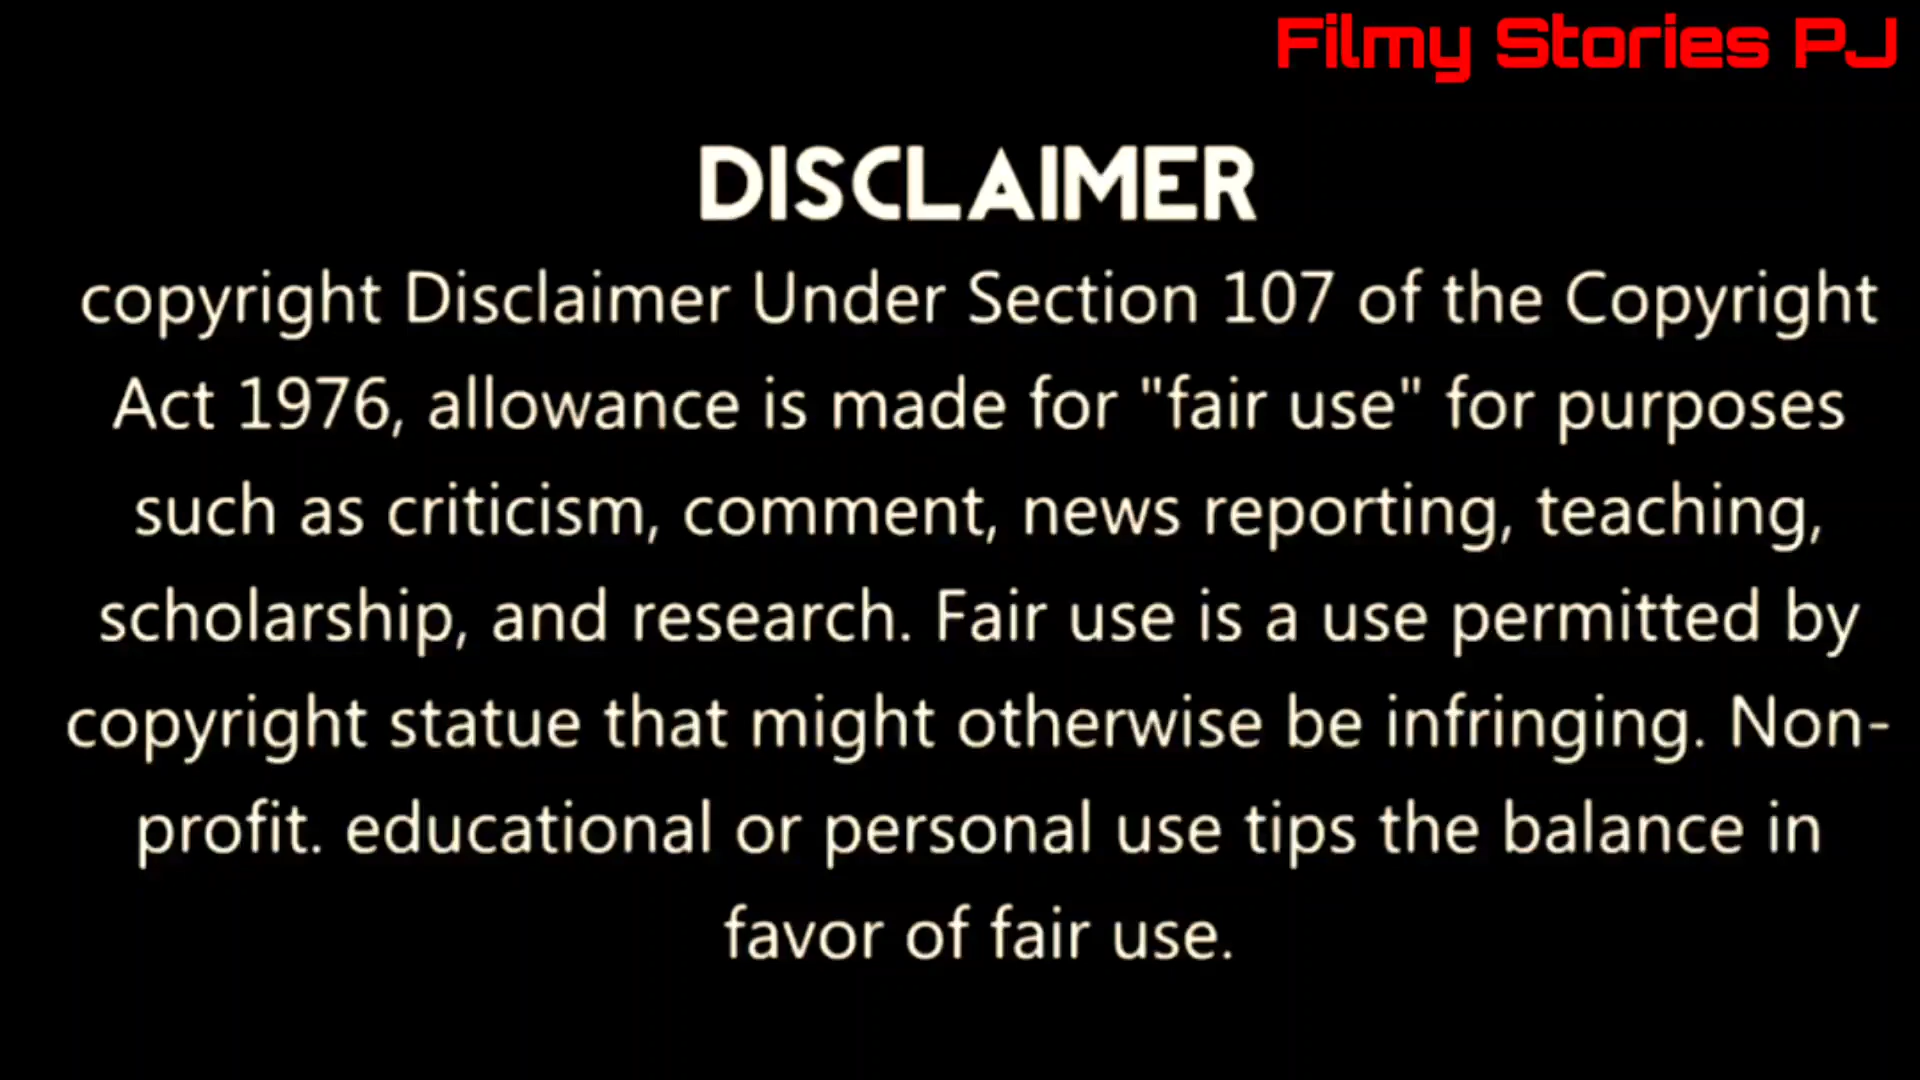 Filmy Stories PJ
DISCLAIMER
copyright Disclaimer Under Section 107 of the Copyright
Act 1976, allowance is made for "fair use" for purposes
such as criticism, comment, news reporting, teaching,
scholarship, and research. Fair use is a use permitted by
copyright statue that might otherwise be infringing. Non-
profit. educational or personal use tips the balance in
favor of fair use.